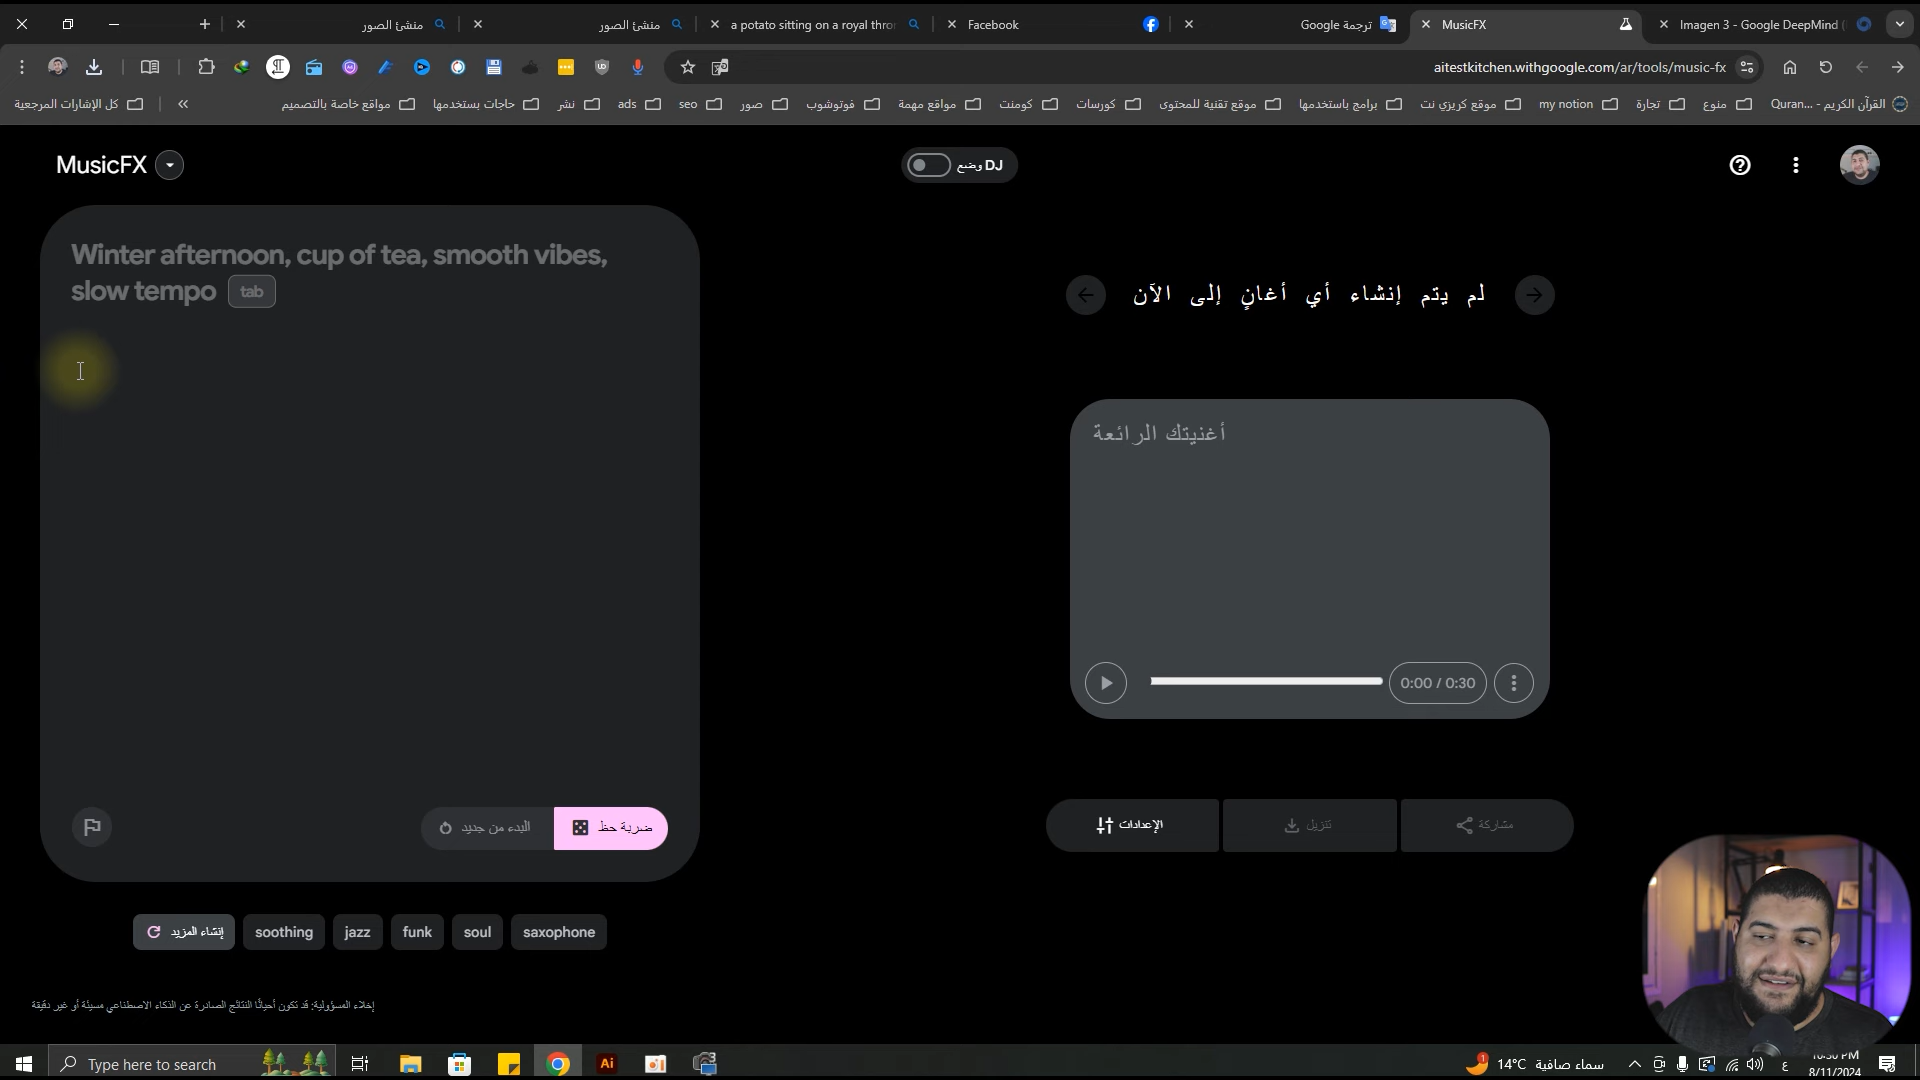 منشئ الصور
منشئ الصور
a potato sitting on a royal thro
Facebook
ترجمة Google
MusicFX
Imagen 3 - Google DeepMind
aitestkitchen.withgoogle.com/ar/tools/music-fx
كل الإشارات المرجعية
مواقع خاصة بالتصميم
حاجات بستخدمها
نشر
ads
seo
صور
فوتوشوب
مواقع مهمة
كومنت
كورسات
موقع تقنية للمحتوى
برامج باستخدمها
موقع كريزي نت
my notion
تجارة
منوع
القرآن الكريم - Quran...
MusicFX
وضع DJ
Winter afternoon, cup of tea, smooth vibes,
slow tempo tab
لم يتم إنشاء أي أغانٍ إلى الآن
أغنيتك الرائعة
0:00 / 0:30
البدء من جديد
ضربة حظ
الإعدادات
تنزيل
مشاركة
إنشاء المزيد
soothing
jazz
funk
soul
saxophone
إخلاء المسؤولية: قد تكون أحيانًا النتائج الصادرة عن الذكاء الاصطناعي مسيئة أو غير دقيقة
Type here to search
Ai
14°C سماء صافية
ع
10:30 PM
8/11/2024